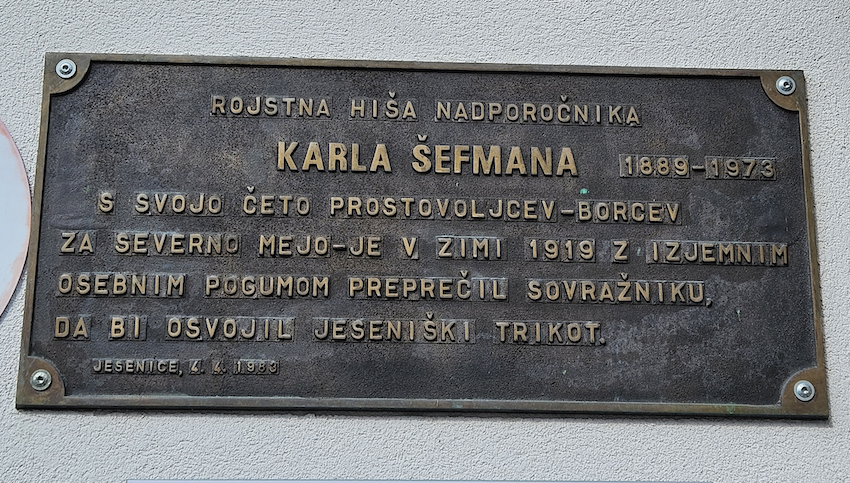 ROJSTNA HIŠA NADPOROČNIKA
KARLA ŠEFMANA 1889-1973
S SVOJO ČETO PROSTOVOLJCEV-BORCEV
ZA SEVERNO MEJO-JE V ZIMI 1919 Z IZJEMNIM
OSEBNIM POGUMOM PREPREČIL SOVRAŽNIKU,
DA BI OSVOJIL JESENIŠKI TRIKOT.
JESENICE, 4. 4. 1983